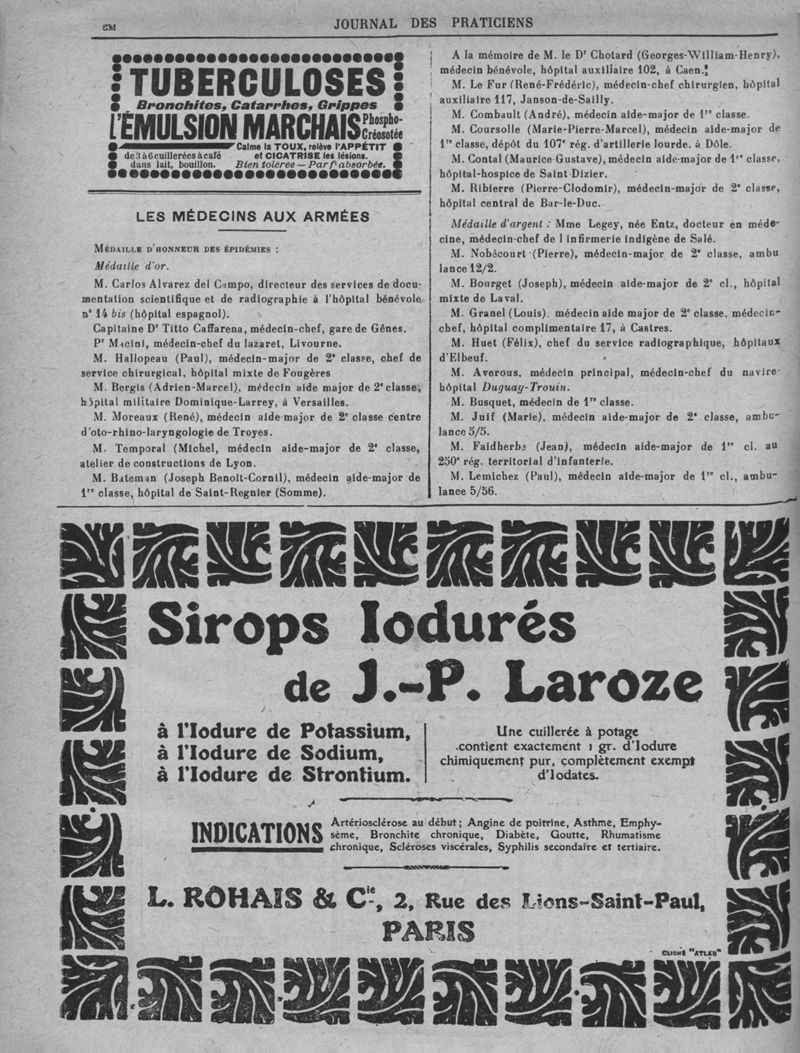 8M
JOURNAL DES PRATICIENS
TUBERCULOSES
Bronchites, Catarrhes, Grippes
L'ÉMULSION MARCHAIS Phospho-
Créosotée
Calme la TOUX, relève l'APPÉTIT
de 3 à 6 cuillerées à café et CICATRISE les lésions.
dans lait, bouillon. Bien tolérée — Parfᵗ absorbée.
LES MÉDECINS AUX ARMÉES
MÉDAILLE D'HONNEUR DES ÉPIDÉMIES :
Médaille d'or.
M. Carlos Alvarez del Campo, directeur des services de docu-
mentation scientifique et de radiographie à l'hôpital bénévole
n° 14 bis (hôpital espagnol).
Capitaine Dʳ Titto Caffarena, médecin-chef, gare de Gênes.
Pʳ Macini, médecin-chef du lazaret, Livourne.
M. Hallopeau (Paul), médecin-major de 2ᵉ classe, chef de
service chirurgical, hôpital mixte de Fougères
M. Bergis (Adrien-Marcel), médecin aide major de 2ᵉ classe,
hôpital militaire Dominique-Larrey, à Versailles.
M. Moreaux (René), médecin aide-major de 2ᵉ classe centre
d'oto-rhino-laryngologie de Troyes.
M. Temporal (Michel, médecin aide-major de 2ᵉ classe,
atelier de constructions de Lyon.
M. Bateman (Joseph Benoît-Cornil), médecin aide-major de
1ʳᵉ classe, hôpital de Saint-Regnier (Somme).
A la mémoire de M. le Dʳ Chotard (Georges-William-Henry),
médecin bénévole, hôpital auxiliaire 102, à Caen.
M. Le Fur (René-Frédéric), médecin-chef chirurgien, hôpital
auxiliaire 117, Janson-de-Sailly.
M. Combault (André), médecin aide-major de 1ʳᵉ classe.
M. Coursolle (Marie-Pierre-Marcel), médecin aide-major de
1ʳᵉ classe, dépôt du 107ᵉ rég. d'artillerie lourde. à Dôle.
M. Contal (Maurice-Gustave), médecin aide-major de 1ʳᵉ classe,
hôpital-hospice de Saint Dizier.
M. Ribierre (Pierre-Clodomir), médecin-major de 2ᵉ classe,
hôpital central de Bar-le-Duc.
Médaille d'argent : Mme Legey, née Entz, docteur en méde-
cine, médecin-chef de l infirmerie indigène de Salé.
M. Nobécourt (Pierre), médecin-major de 2ᵉ classe, ambu
lance 12/2.
M. Bourget (Joseph), médecin aide-major de 2ᵉ cl., hôpital
mixte de Laval.
M. Granel (Louis). médecin aide major de 2ᵉ classe, médecin-
chef, hôpital complimentaire 17, à Castres.
M. Huet (Félix), chef du service radiographique, hôpitaux
d'Elbeuf.
M. Averous, médecin principal, médecin-chef du navire-
hôpital Duguay-Trouin.
M. Busquet, médecin de 1ʳᵉ classe.
M. Juif (Marie), médecin aide-major de 2ᵉ classe, ambu-
lance 5/5.
M. Faidherbe (Jean), médecin aide-major de 1ʳᵉ cl. au
250ᵉ rég. territorial d'infanterie.
M. Lemichez (Paul), médecin aide-major de 1ʳᵉ cl., ambu-
lance 5/56.
Sirops Iodurés
de J.-P. Laroze
à l'Iodure de Potassium,
à l'Iodure de Sodium,
à l'Iodure de Strontium.
Une cuillerée à potage
contient exactement 1 gr. d'Iodure
chimiquement pur, complètement exempt
d'Iodates.
INDICATIONS
Artériosclérose au début ; Angine de poitrine, Asthme, Emphy-
sème, Bronchite chronique, Diabète, Goutte, Rhumatisme
chronique, Scléroses viscérales, Syphilis secondaire et tertiaire.
L. ROHAIS & Cⁱᵉ, 2, Rue des Lions-Saint-Paul,
PARIS
CLICHÉ "ATLAS"